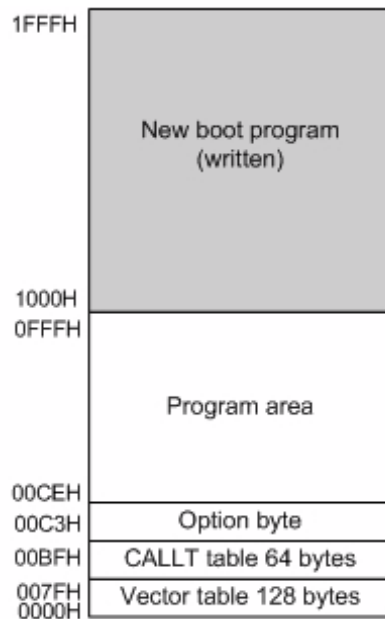 1FFFH
New boot program
(written)
1000H
0FFFH
Program area
00CEH
00C3H
Option byte
00BFH
CALLT table 64 bytes
007FH
Vector table 128 bytes
0000H